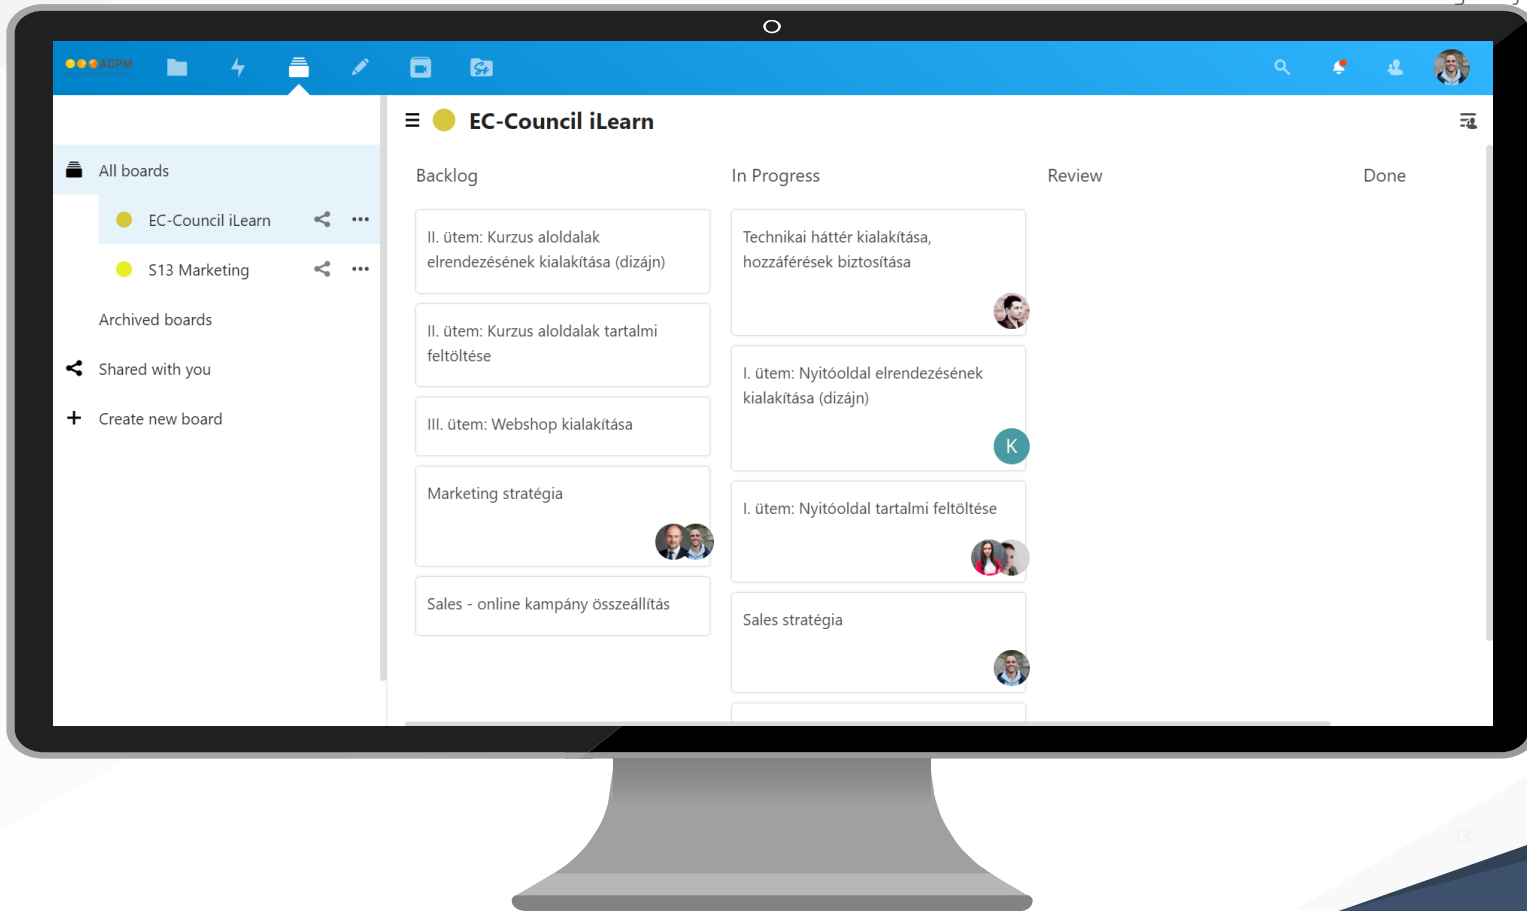 ACPM
EC-Council iLearn
All boards
EC-Council iLearn
S13 Marketing
Archived boards
Shared with you
Create new board
Backlog
II. ütem: Kurzus aloldalak
elrendezésének kialakítása (dizájn)
II. ütem: Kurzus aloldalak tartalmi
feltöltése
III. ütem: Webshop kialakítása
Marketing stratégia
Sales - online kampány összeállítás
In Progress
Technikai háttér kialakítása,
hozzáférések biztosítása
I. ütem: Nyitóoldal elrendezésének
kialakítása (dizájn)
K
I. ütem: Nyitóoldal tartalmi feltöltése
Sales stratégia
Review
Done
13